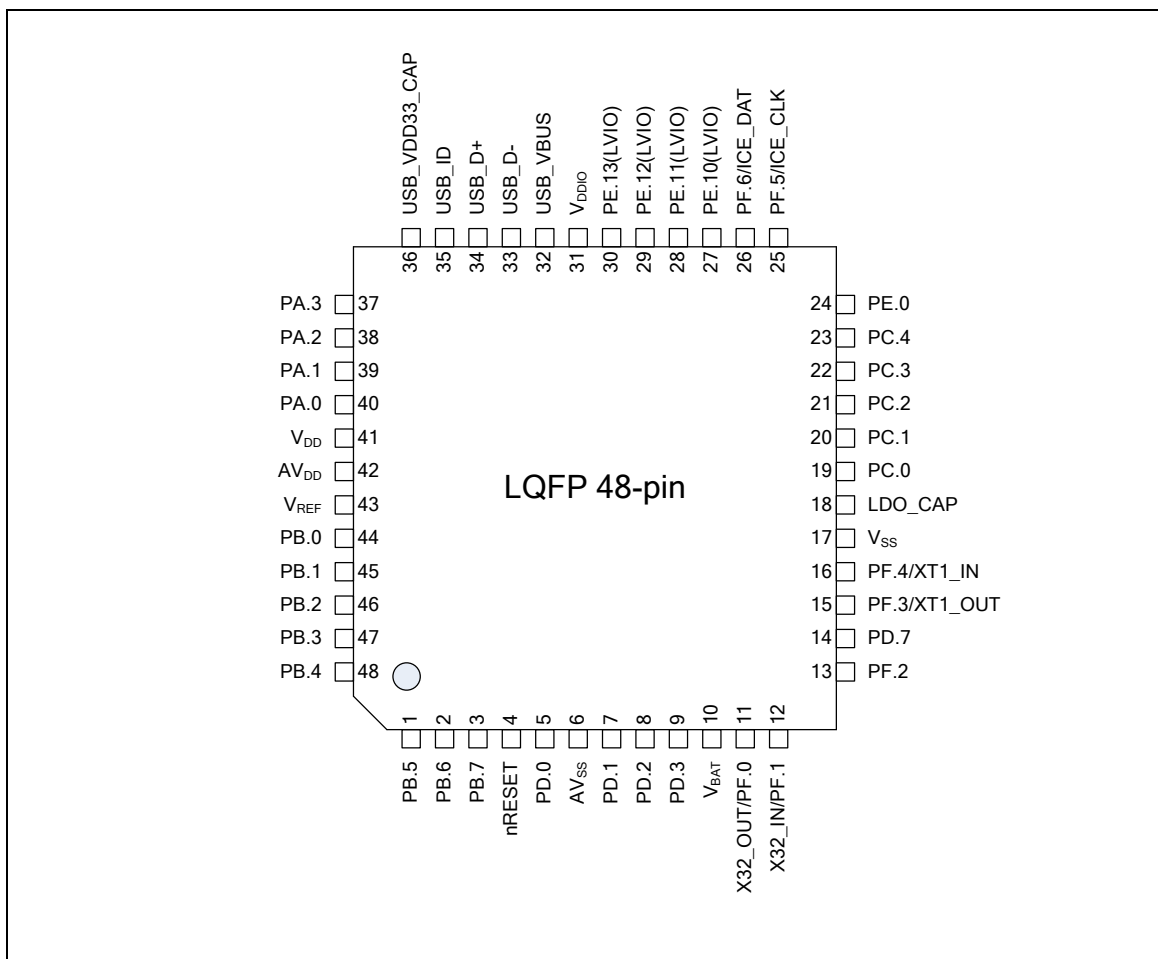 USB_VDD33_CAP
USB_ID
USB_D+
USB_D-
USB_VBUS
VDDIO
PE.13(LVIO)
PE.12(LVIO)
PE.11(LVIO)
PE.10(LVIO)
PF.6/ICE_DAT
PF.5/ICE_CLK
36
35
34
33
32
31
30
29
28
27
26
25
PA.3 37
PA.2 38
PA.1 39
PA.0 40
VDD 41
AVDD 42
VREF 43
PB.0 44
PB.1 45
PB.2 46
PB.3 47
PB.4 48
LQFP 48-pin
24 PE.0
23 PC.4
22 PC.3
21 PC.2
20 PC.1
19 PC.0
18 LDO_CAP
17 VSS
16 PF.4/XT1_IN
15 PF.3/XT1_OUT
14 PD.7
13 PF.2
1
2
3
4
5
6
7
8
9
10
11
12
PB.5
PB.6
PB.7
nRESET
PD.0
AVSS
PD.1
PD.2
PD.3
VBAT
X32_OUT/PF.0
X32_IN/PF.1